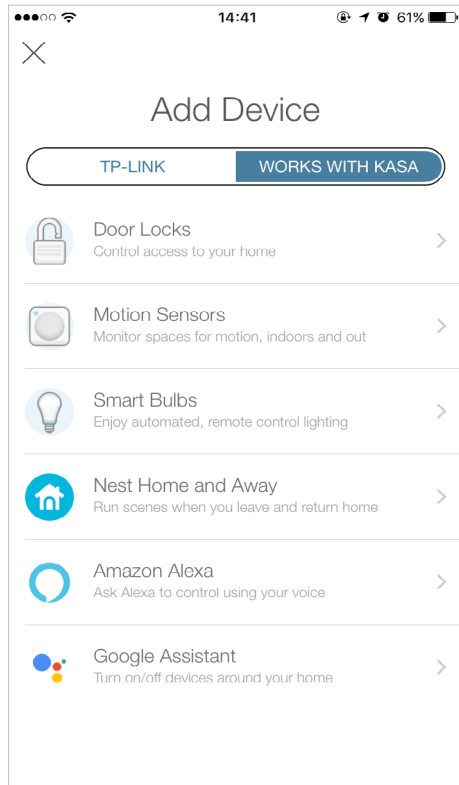 14:41 61%
Add Device
TP-LINK WORKS WITH KASA
Door Locks
Control access to your home
Motion Sensors
Monitor spaces for motion, indoors and out
Smart Bulbs
Enjoy automated, remote control lighting
Nest Home and Away
Run scenes when you leave and return home
Amazon Alexa
Ask Alexa to control using your voice
Google Assistant
Turn on/off devices around your home